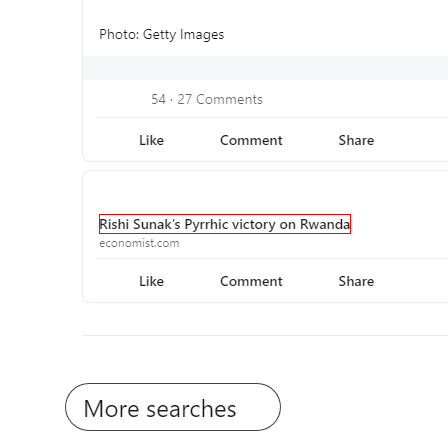 Photo: Getty Images
54 · 27 Comments
Like Comment Share
Rishi Sunak's Pyrrhic victory on Rwanda
economist.com
Like Comment Share
More searches